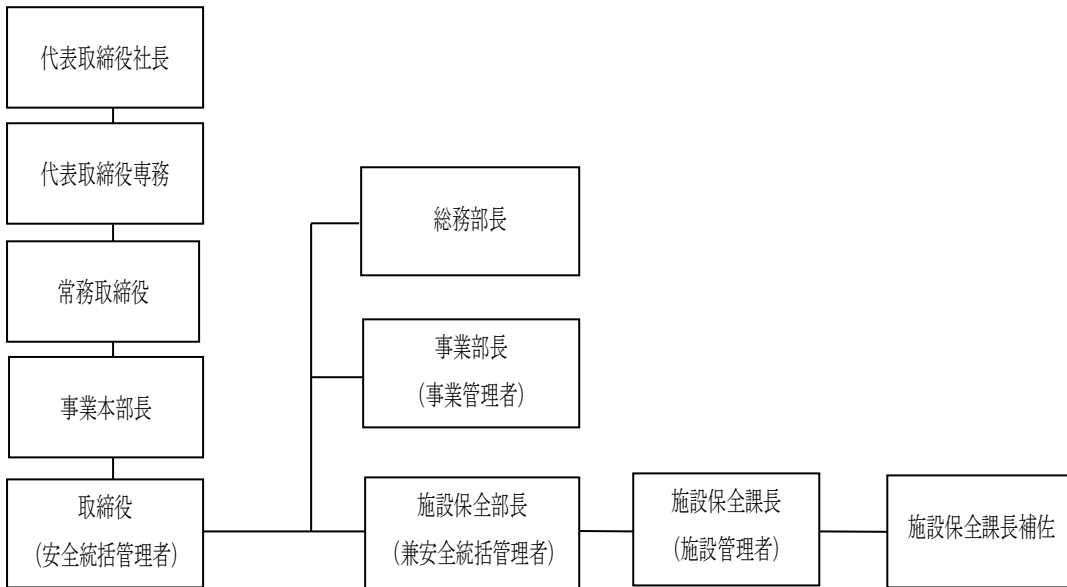 代表取締役社長
代表取締役専務
常務取締役
事業本部長
取締役
（安全統括管理者）
総務部長
事業部長
（事業管理者）
施設保全部長
（兼安全統括管理者）
施設保全課長
（施設管理者）
施設保全課長補佐